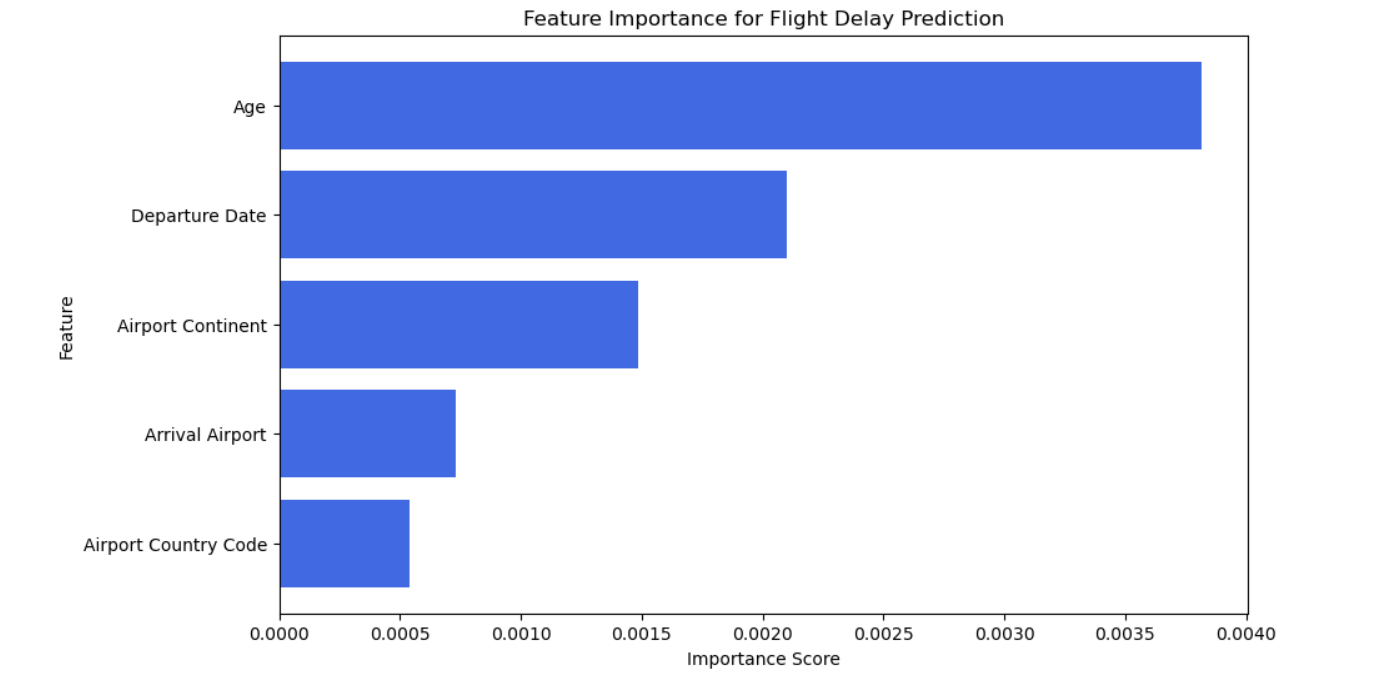 Feature Importance for Flight Delay Prediction
Age
Departure Date
Airport Continent
Arrival Airport
Airport Country Code
Feature
0.0000 0.0005 0.0010 0.0015 0.0020 0.0025 0.0030 0.0035 0.0040
Importance Score